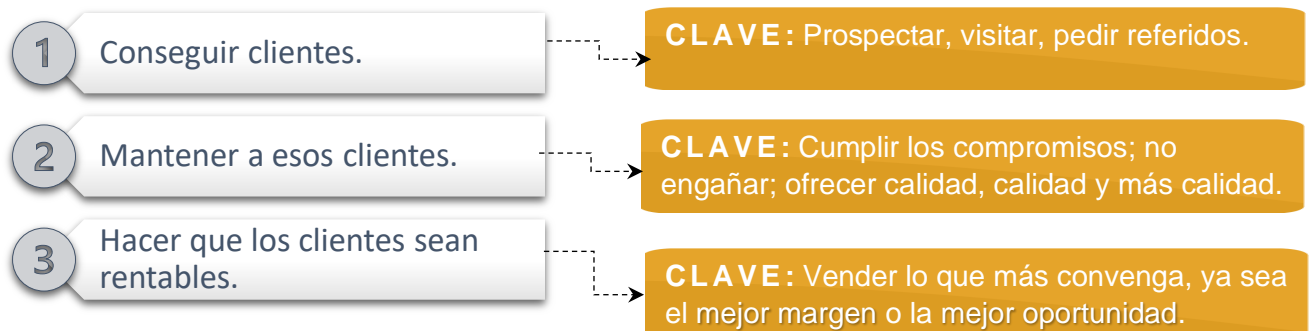 1
Conseguir clientes.
CLAVE: Prospectar, visitar, pedir referidos.
2
Mantener a esos clientes.
CLAVE: Cumplir los compromisos; no
engañar; ofrecer calidad, calidad y más calidad.
3
Hacer que los clientes sean
rentables.
CLAVE: Vender lo que más convenga, ya sea
el mejor margen o la mejor oportunidad.